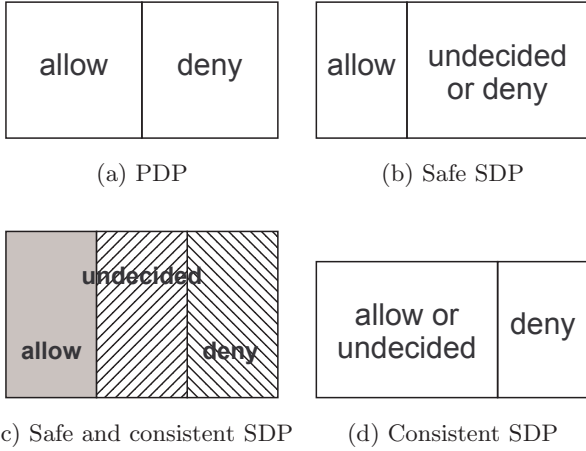 allow
deny
allow
undecided
or deny
(a) PDP
(b) Safe SDP
undecided
allow
deny
allow or
undecided
deny
c) Safe and consistent SDP
(d) Consistent SDP